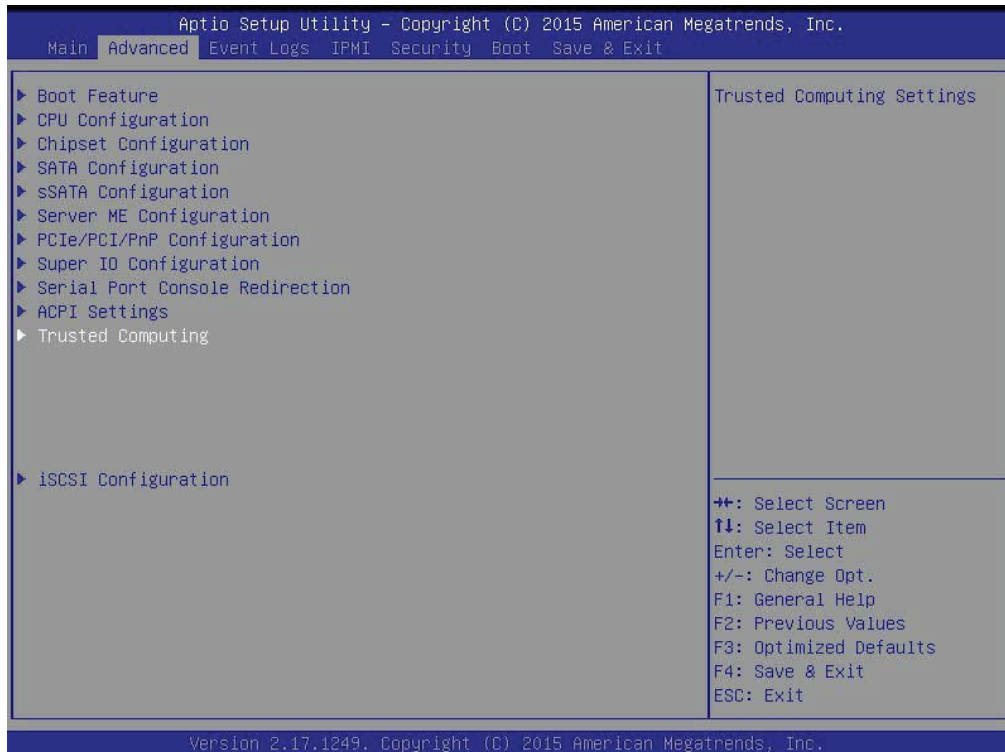 Aptio Setup Utility – Copyright (C) 2015 American Megatrends, Inc.
Main Advanced Event Logs IPMI Security Boot Save & Exit
▶ Boot Feature
▶ CPU Configuration
▶ Chipset Configuration
▶ SATA Configuration
▶ sSATA Configuration
▶ Server ME Configuration
▶ PCIe/PCI/PnP Configuration
▶ Super IO Configuration
▶ Serial Port Console Redirection
▶ ACPI Settings
▶ Trusted Computing
▶ iSCSI Configuration
Trusted Computing Settings
→←: Select Screen
↑↓: Select Item
Enter: Select
+/-: Change Opt.
F1: General Help
F2: Previous Values
F3: Optimized Defaults
F4: Save & Exit
ESC: Exit
Version 2.17.1249. Copyright (C) 2015 American Megatrends, Inc.